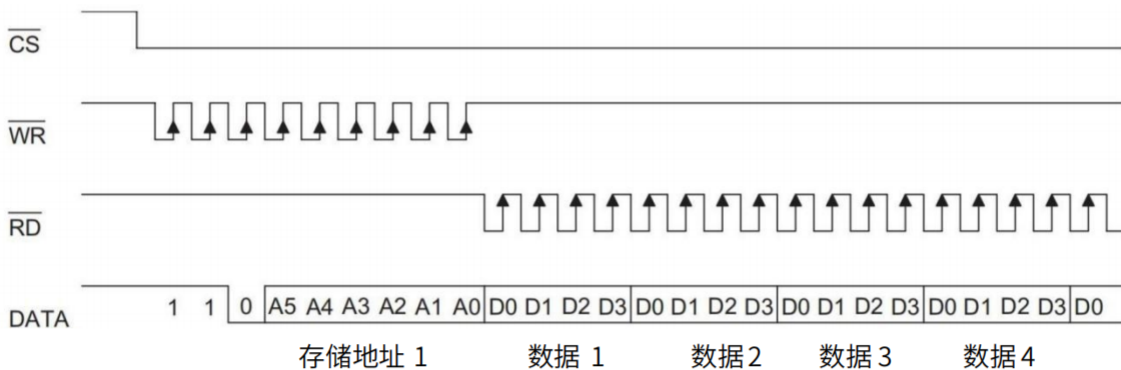 CS
WR
RD
DATA 1 1 0 A5 A4 A3 A2 A1 A0 D0 D1 D2 D3 D0 D1 D2 D3 D0 D1 D2 D3 D0 D1 D2 D3 D0
存储地址 1 数据 1 数据2 数据3 数据4